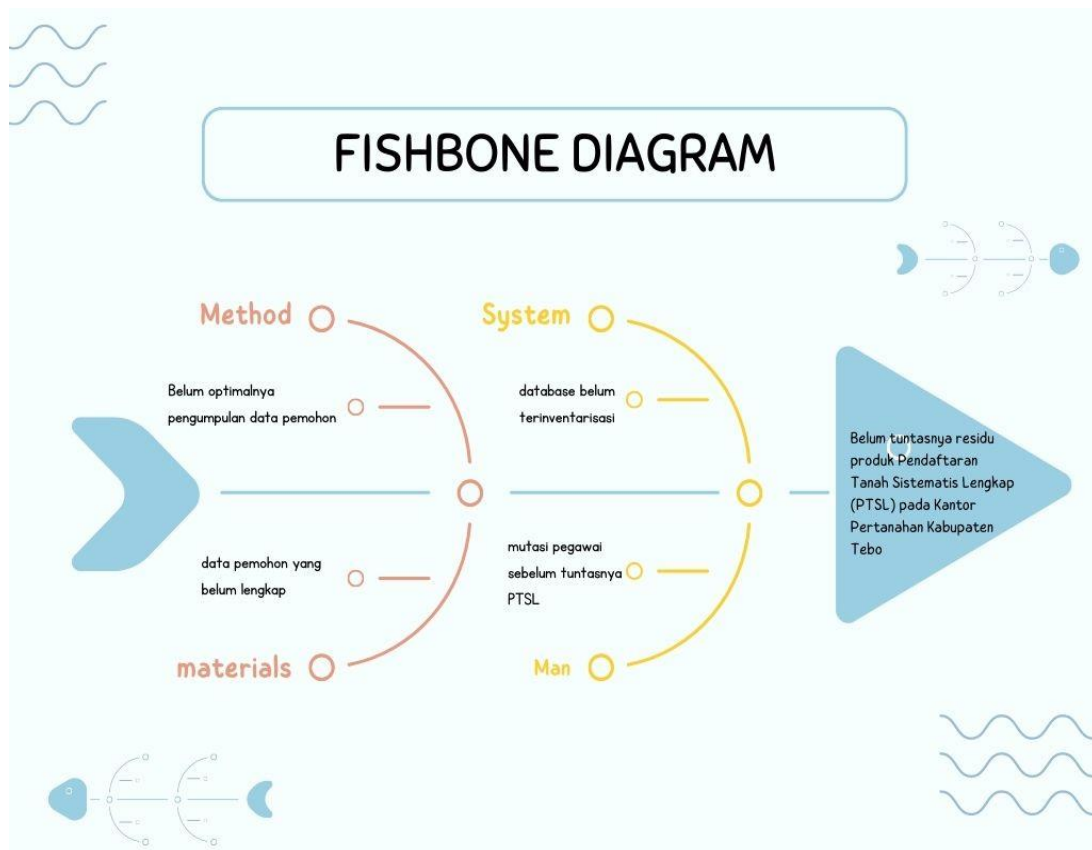 FISHBONE DIAGRAM
Method
Belum optimalnya
pengumpulan data pemohon
System
database belum
terinventarisasi
data pemohon yang
belum lengkap
materials
mutasi pegawai
sebelum tuntasnya
PTSL
Man
Belum tuntasnya residu
produk Pendaftaran
Tanah Sistematis Lengkap
(PTSL) pada Kantor
Pertanahan Kabupaten
Tebo